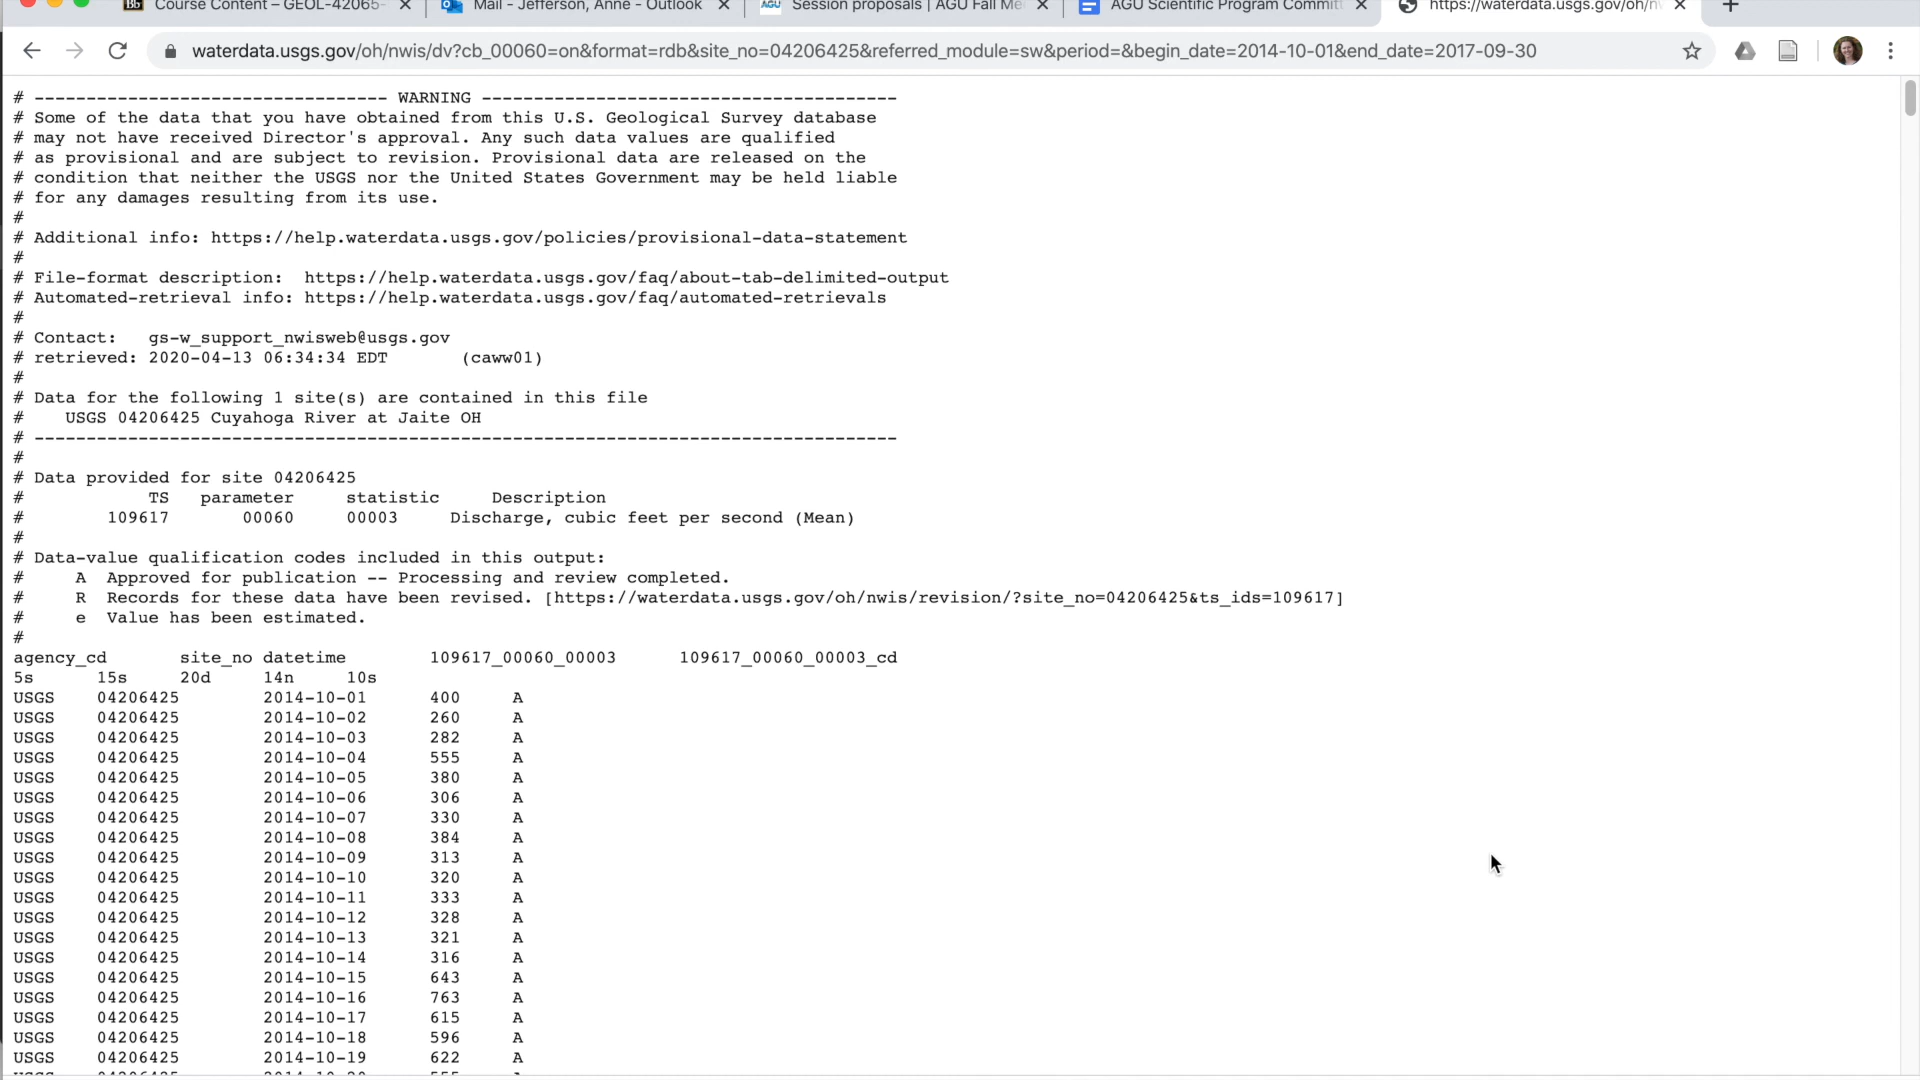 Course Content – GEOL-42065-
Mail - Jefferson, Anne - Outlook
AGU Session proposals | AGU Fall Me
AGU Scientific Program Committ
https://waterdata.usgs.gov/oh/n
waterdata.usgs.gov/oh/nwis/dv?cb_00060=on&format=rdb&site_no=04206425&referred_module=sw&period=&begin_date=2014-10-01&end_date=2017-09-30
# ---------------------------------- WARNING ----------------------------------------
# Some of the data that you have obtained from this U.S. Geological Survey database
# may not have received Director's approval. Any such data values are qualified
# as provisional and are subject to revision. Provisional data are released on the
# condition that neither the USGS nor the United States Government may be held liable
# for any damages resulting from its use.
#
# Additional info: https://help.waterdata.usgs.gov/policies/provisional-data-statement
#
# File-format description:  https://help.waterdata.usgs.gov/faq/about-tab-delimited-output
# Automated-retrieval info: https://help.waterdata.usgs.gov/faq/automated-retrievals
#
# Contact:   gs-w_support_nwisweb@usgs.gov
# retrieved: 2020-04-13 06:34:34 EDT       (caww01)
#
# Data for the following 1 site(s) are contained in this file
#    USGS 04206425 Cuyahoga River at Jaite OH
# -----------------------------------------------------------------------------------
#
# Data provided for site 04206425
#            TS   parameter     statistic     Description
#        109617       00060     00003     Discharge, cubic feet per second (Mean)
#
# Data-value qualification codes included in this output:
#     A  Approved for publication -- Processing and review completed.
#     R  Records for these data have been revised. [https://waterdata.usgs.gov/oh/nwis/revision/?site_no=04206425&ts_ids=109617]
#     e  Value has been estimated.
#
agency_cd site_no datetime 109617_00060_00003 109617_00060_00003_cd
5s 15s 20d 14n 10s
USGS 04206425 2014-10-01 400 A
USGS 04206425 2014-10-02 260 A
USGS 04206425 2014-10-03 282 A
USGS 04206425 2014-10-04 555 A
USGS 04206425 2014-10-05 380 A
USGS 04206425 2014-10-06 306 A
USGS 04206425 2014-10-07 330 A
USGS 04206425 2014-10-08 384 A
USGS 04206425 2014-10-09 313 A
USGS 04206425 2014-10-10 320 A
USGS 04206425 2014-10-11 333 A
USGS 04206425 2014-10-12 328 A
USGS 04206425 2014-10-13 321 A
USGS 04206425 2014-10-14 316 A
USGS 04206425 2014-10-15 643 A
USGS 04206425 2014-10-16 763 A
USGS 04206425 2014-10-17 615 A
USGS 04206425 2014-10-18 596 A
USGS 04206425 2014-10-19 622 A